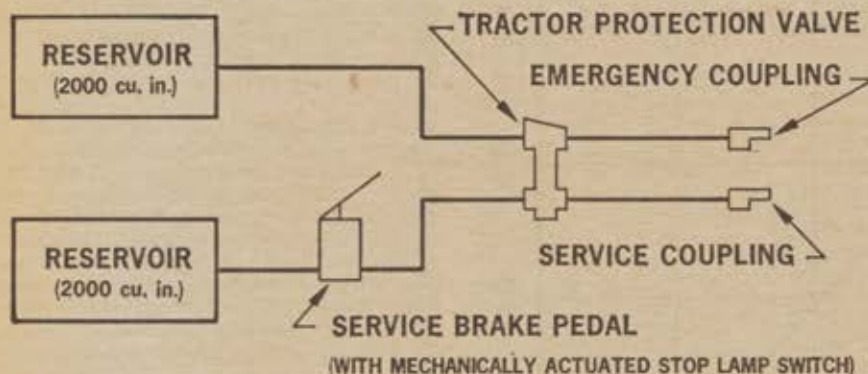 TRACTOR PROTECTION VALVE
RESERVOIR
(2000 cu. in.)
EMERGENCY COUPLING
RESERVOIR
(2000 cu. in.)
SERVICE COUPLING
SERVICE BRAKE PEDAL
(WITH MECHANICALLY ACTUATED STOP LAMP SWITCH)